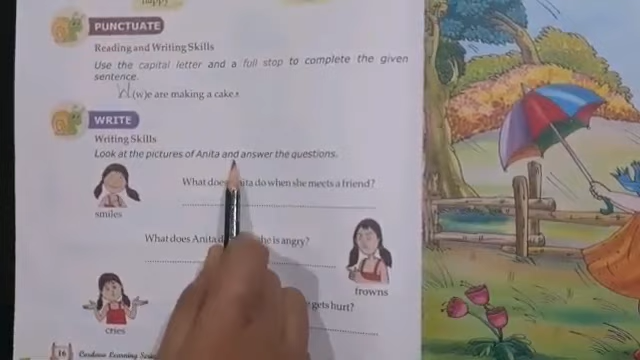 happy
PUNCTUATE
Reading and Writing Skills
Use the capital letter and a full stop to complete the given
sentence.
W(w)e are making a cake.
WRITE
Writing Skills
Look at the pictures of Anita and answer the questions.
What does Anita do when she meets a friend?
smiles
What does Anita she is angry?
frowns
gets hurt?
cries
16 Learning